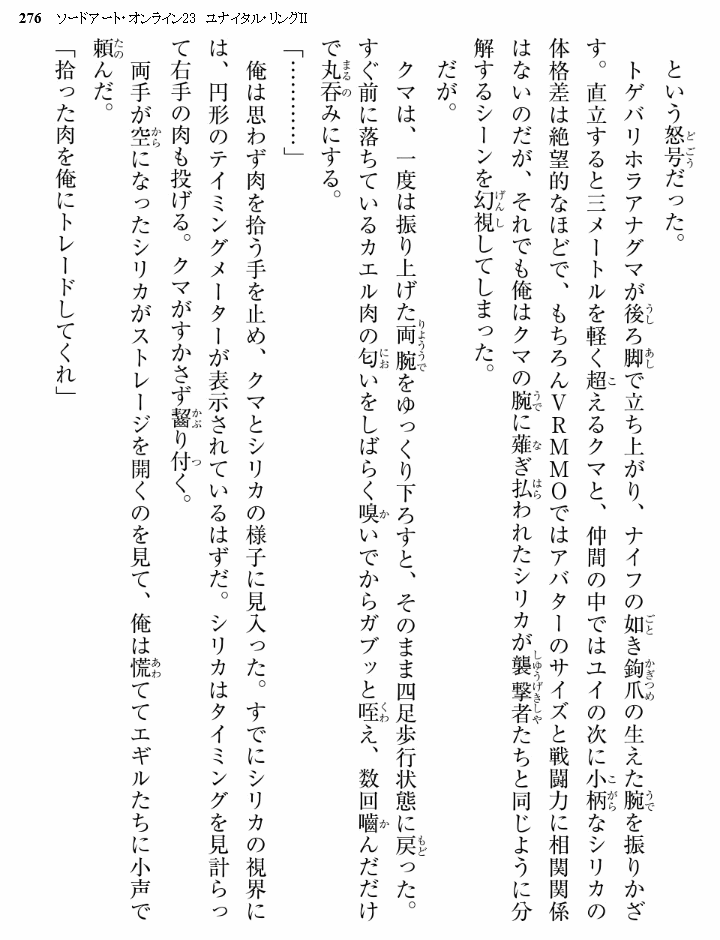 276 ソードアート・オンライン23 ユナイタル・リングⅡ
という怒号だった。
トゲバリホラアナグマが後ろ脚で立ち上がり、ナイフの如き鉤爪の生えた腕を振りかざ
す。直立すると三メートルを軽く超えるクマと、仲間の中ではユイの次に小柄なシリカの
体格差は絶望的なほどで、もちろんVRMMOではアバターのサイズと戦闘力に相関関係
はないのだが、それでも俺はクマの腕に薙ぎ払われたシリカが襲撃者たちと同じように分
解するシーンを幻視してしまった。
だが。
クマは、一度は振り上げた両腕をゆっくり下ろすと、そのまま四足歩行状態に戻った。
すぐ前に落ちているカエル肉の匂いをしばらく嗅いでからガブッと咥え、数回嚙んだだけ
で丸吞みにする。
「…………」
俺は思わず肉を拾う手を止め、クマとシリカの様子に見入った。すでにシリカの視界に
は、円形のテイミングメーターが表示されているはずだ。シリカはタイミングを見計らっ
て右手の肉も投げる。クマがすかさず齧り付く。
両手が空になったシリカがストレージを開くのを見て、俺は慌ててエギルたちに小声で
頼んだ。
「拾った肉を俺にトレードしてくれ」